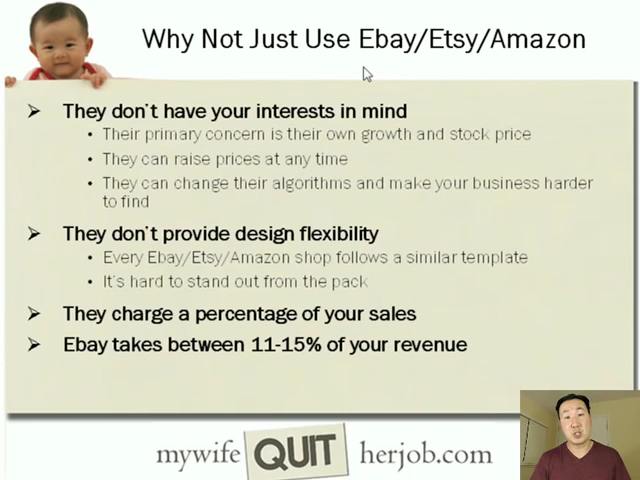 Why Not Just Use Ebay/Etsy/Amazon
They don't have your interests in mind
Their primary concern is their own growth and stock price
They can raise prices at any time
They can change their algorithms and make your business harder
to find
They don't provide design flexibility
Every Ebay/Etsy/Amazon shop follows a similar template
It's hard to stand out from the pack
They charge a percentage of your sales
Ebay takes between 11-15% of your revenue
mywife QUIT herjob.com